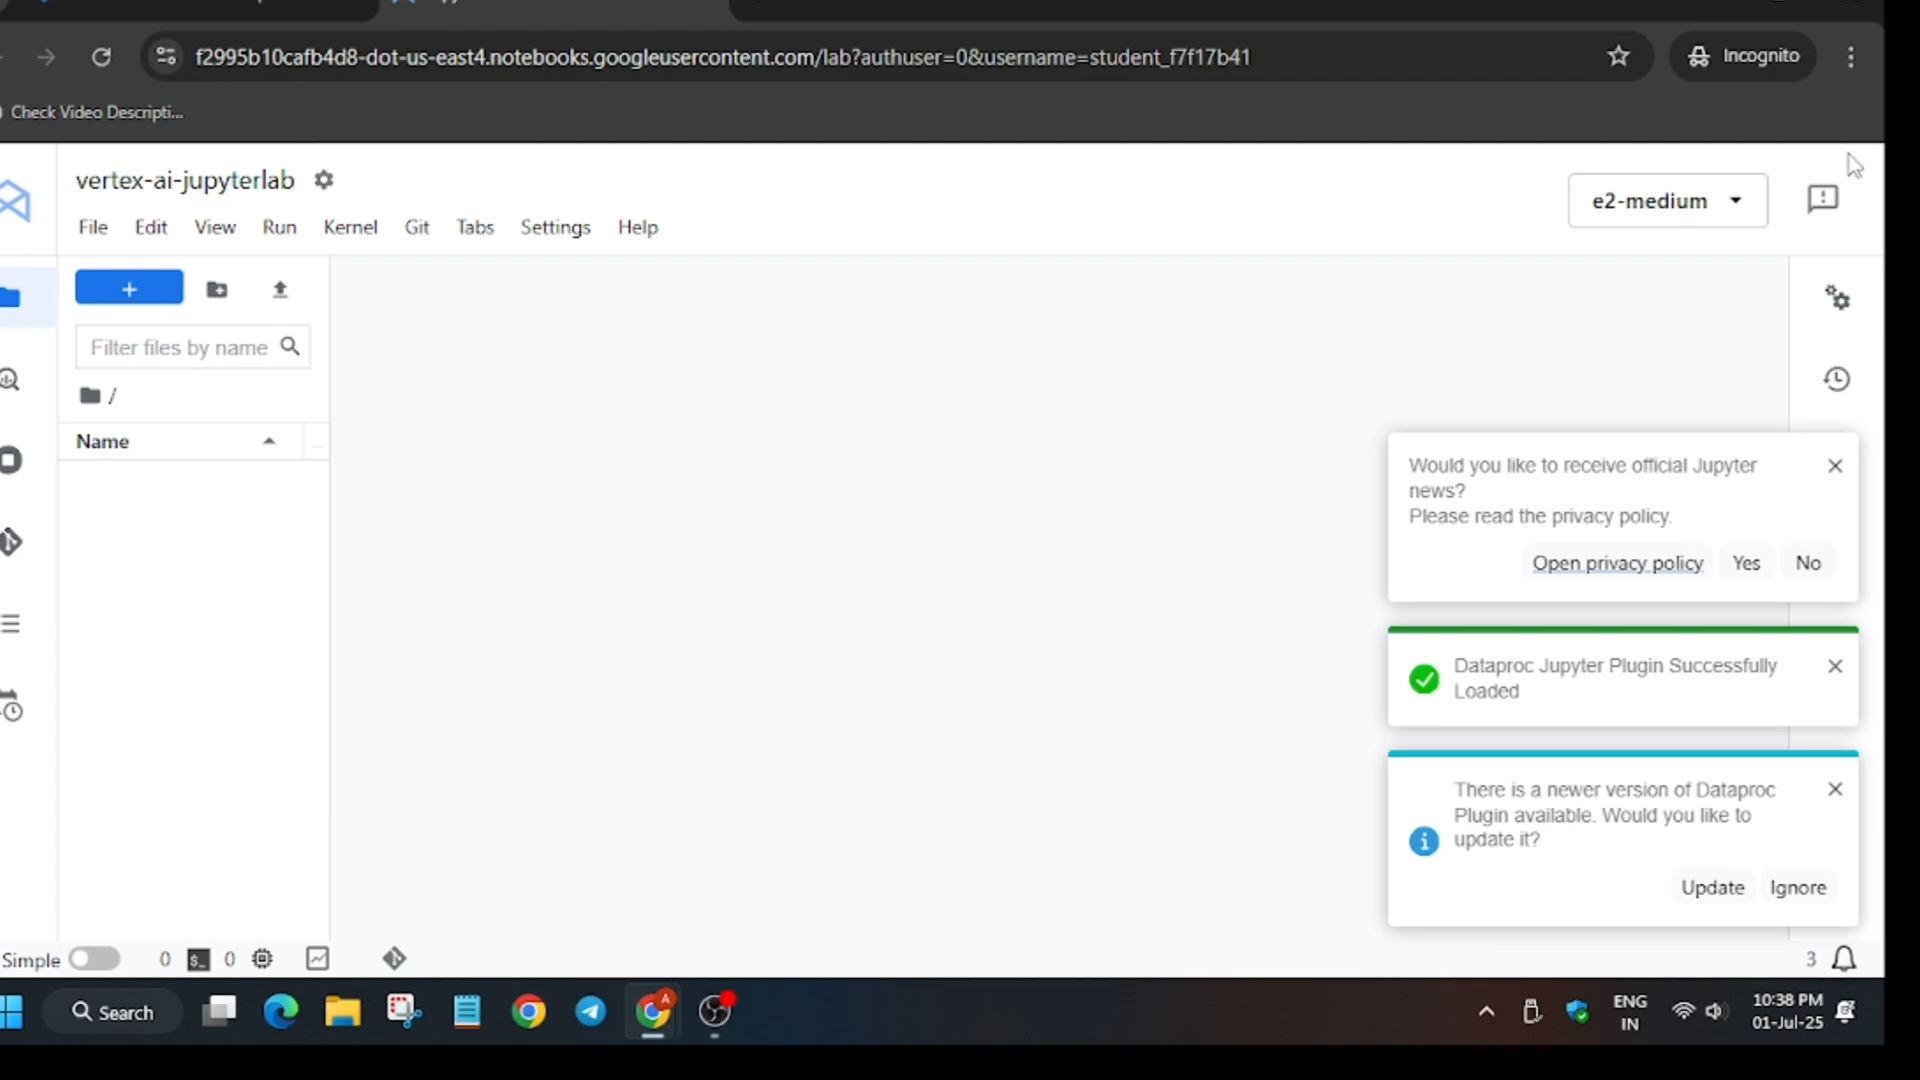 f2995b10cafb4d8-dot-us-east4.notebooks.googleusercontent.com/lab?authuser=0&username=student_f7f17b41
Incognito
Check Video Descripti...
vertex-ai-jupyterlab
e2-medium
File Edit View Run Kernel Git Tabs Settings Help
+
Filter files by name
/
Name
...
Would you like to receive official Jupyter
news?
Please read the privacy policy.
Open privacy policy Yes No
Dataproc Jupyter Plugin Successfully
Loaded
There is a newer version of Dataproc
Plugin available. Would you like to
update it?
Update Ignore
Simple 0 $_ 0 3
Search
ENG
IN
10:38 PM
01-Jul-25